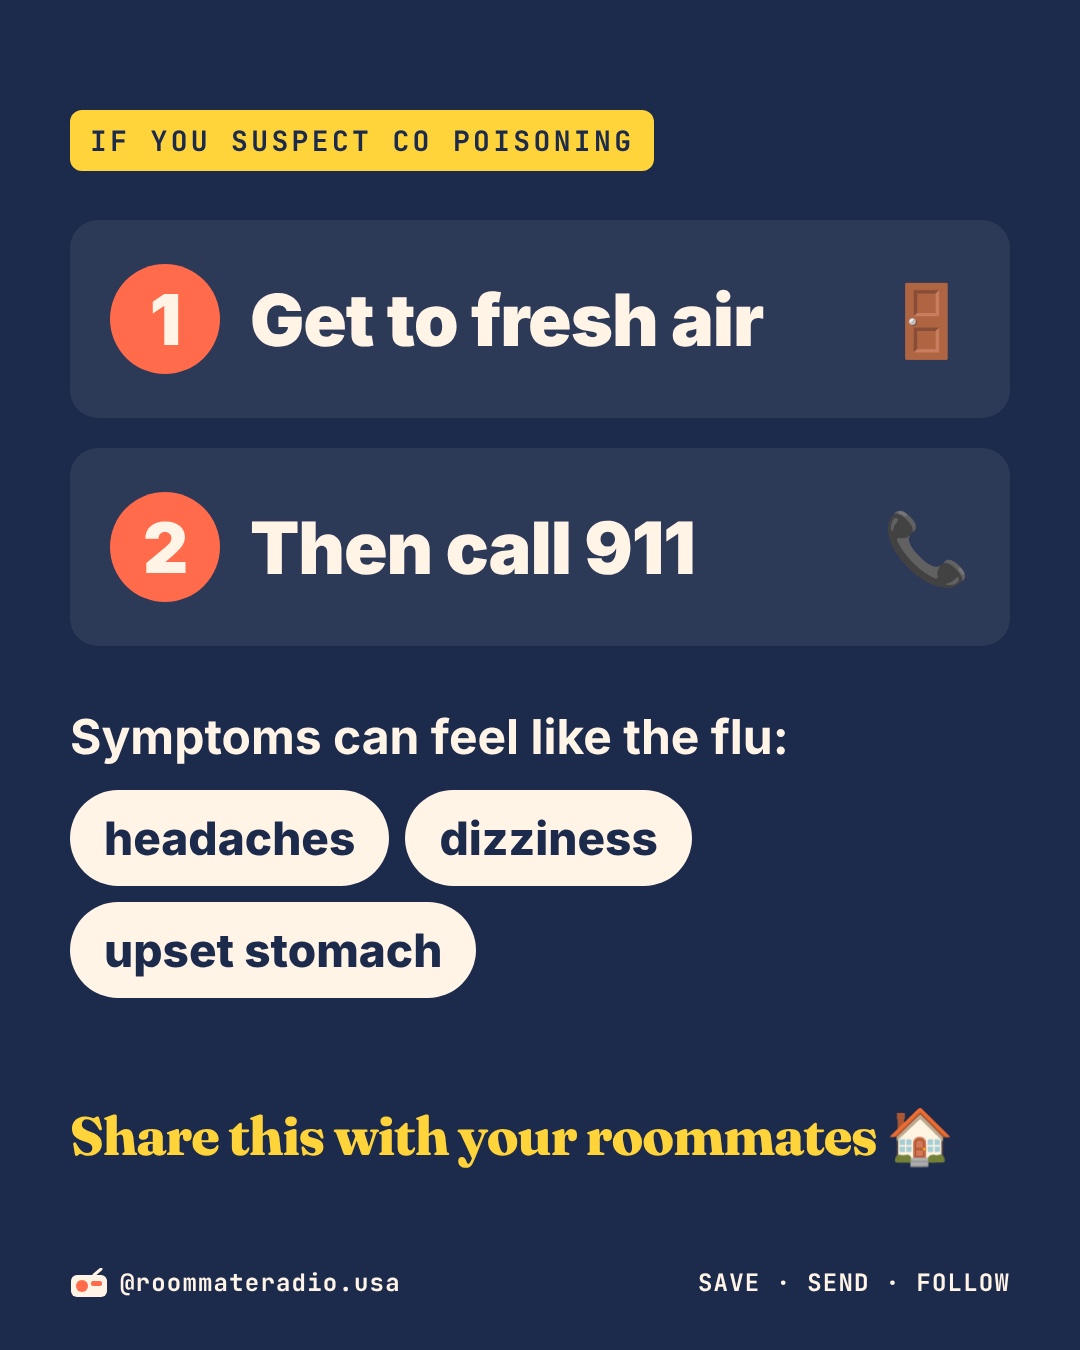 IF YOU SUSPECT CO POISONING
1 Get to fresh air
2 Then call 911
Symptoms can feel like the flu:
headaches dizziness
upset stomach
Share this with your roommates
@roommateradio.usa SAVE · SEND · FOLLOW